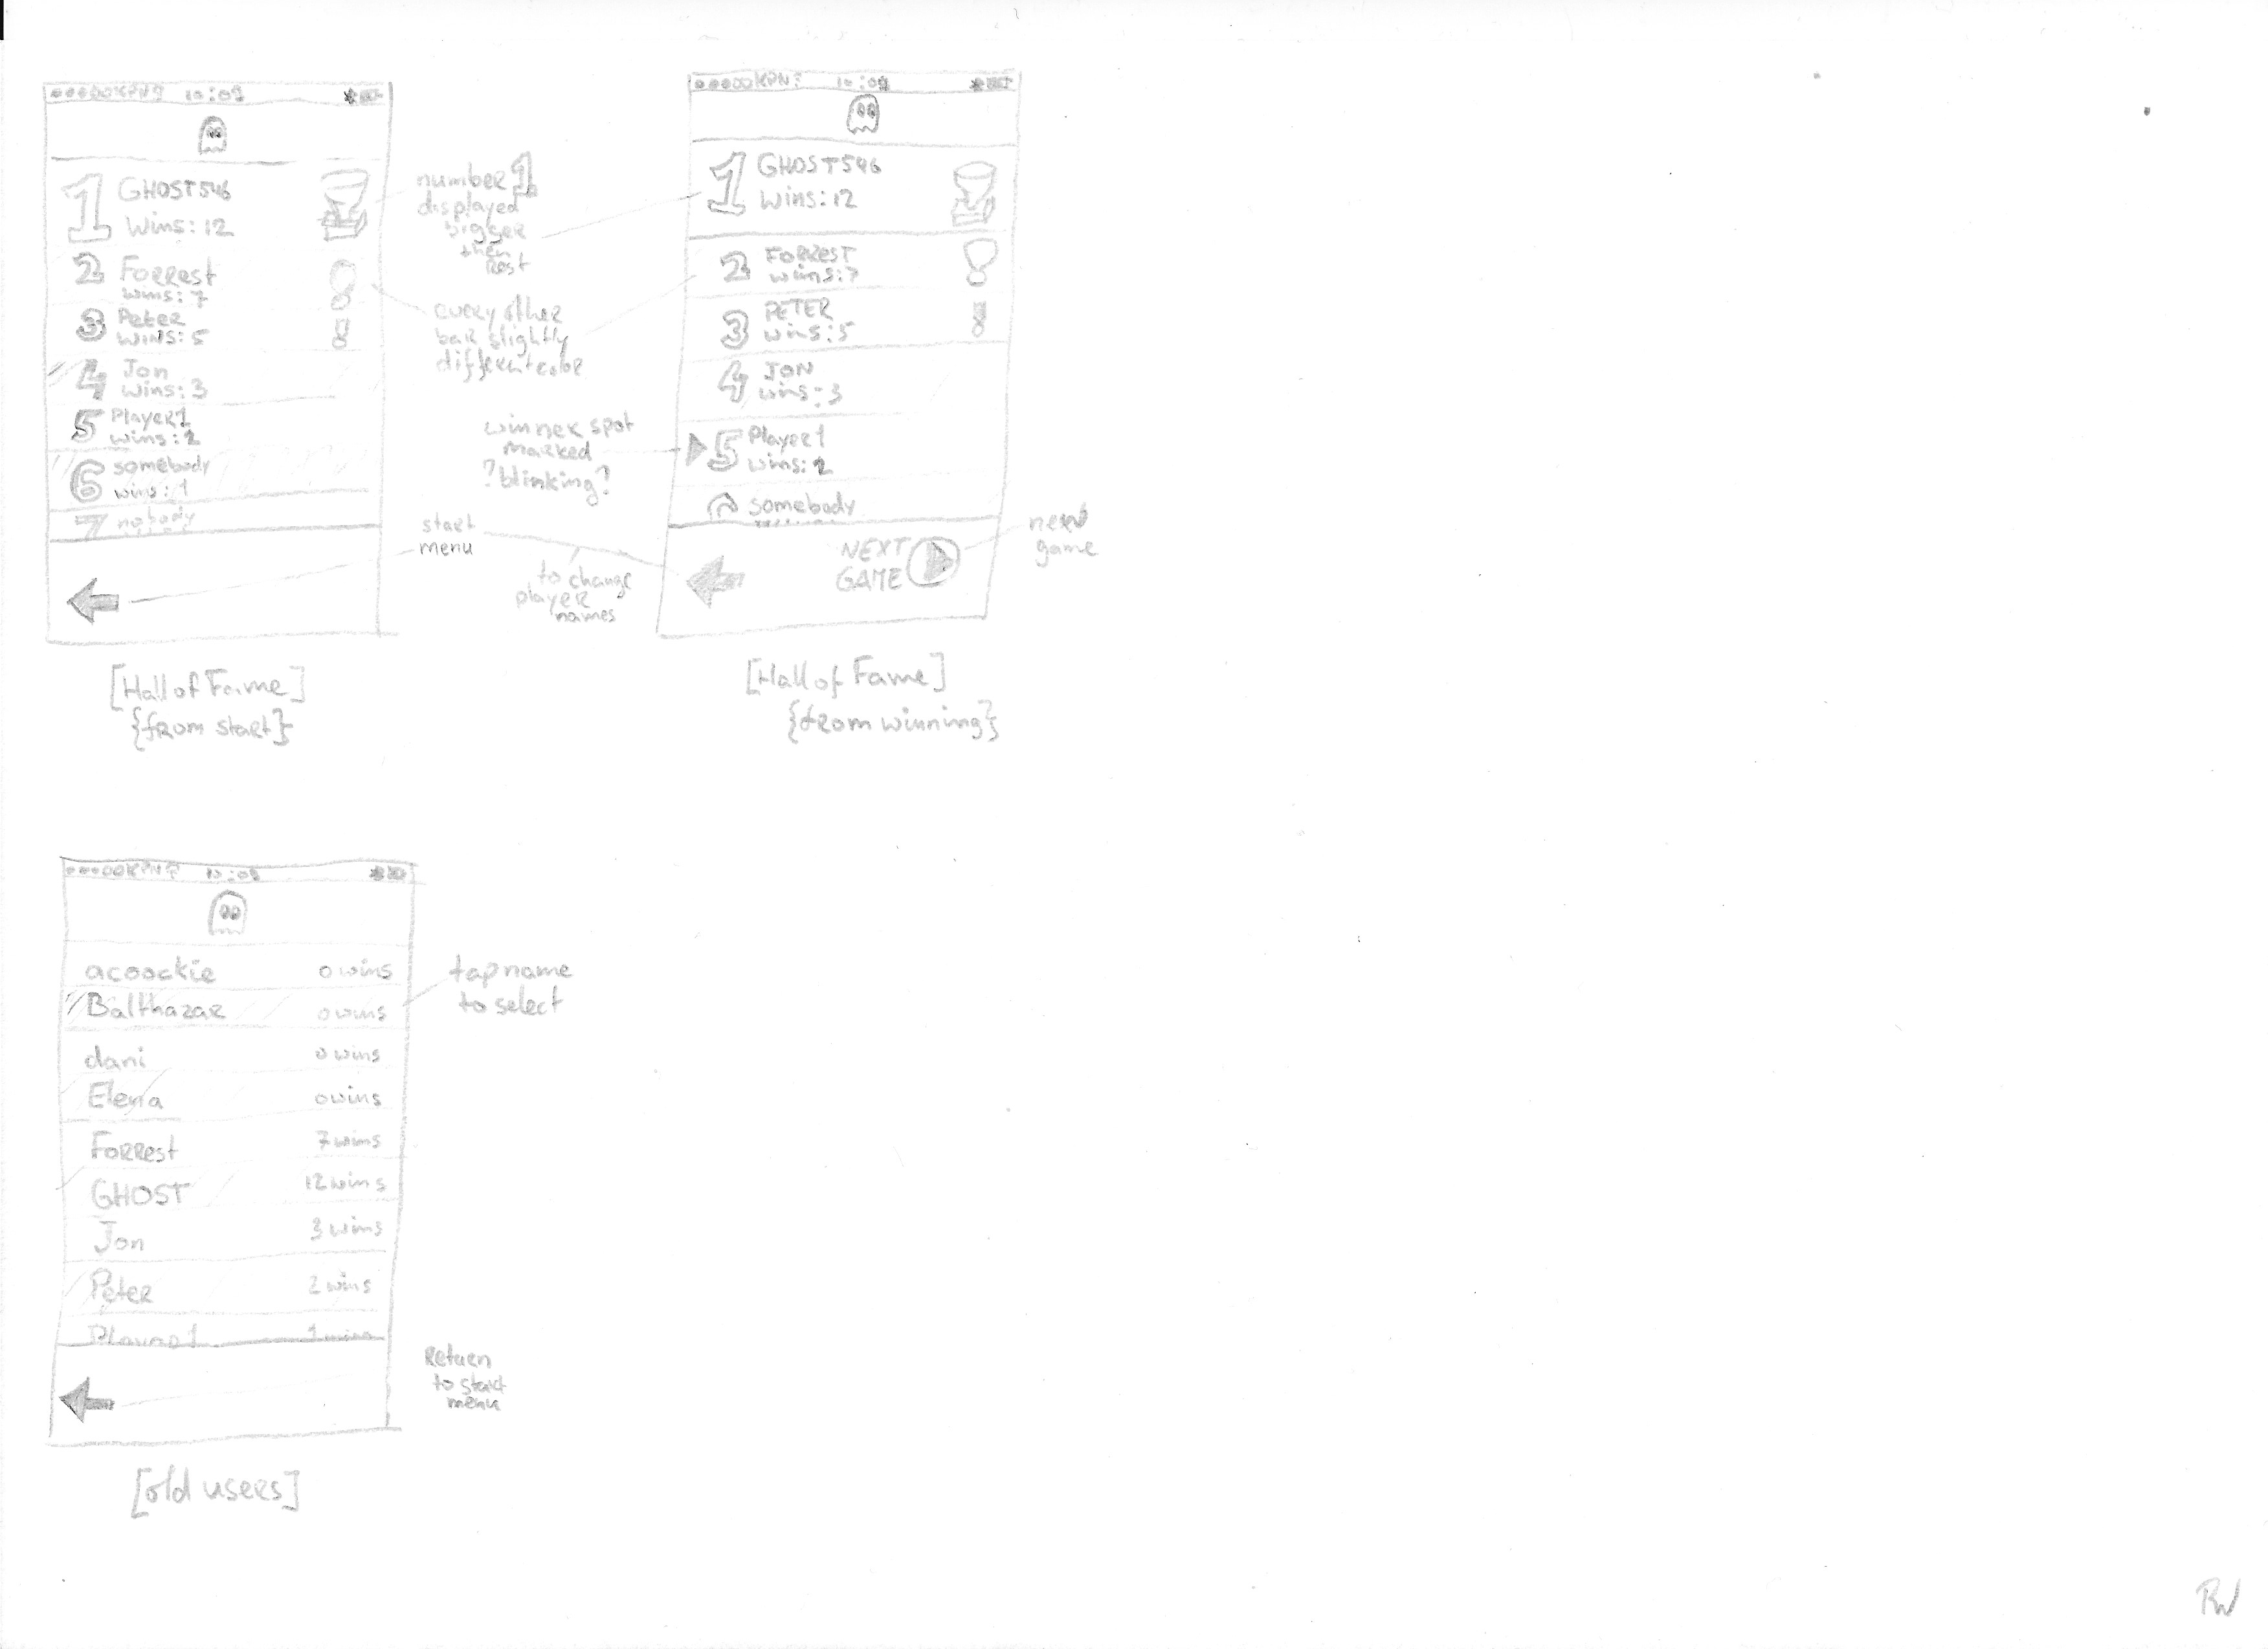 10:09
1 GHOST546
Wins: 12
2 Forrest
wins: 7
3 Peter
wins: 5
4 Jon
wins: 3
5 Player1
wins: 2
6 somebody
wins: 1
7 nobody
number 1
displayed
bigger
then
Rest
every other
bar slightly
different color
start
menu
[Hall of Fame]
{from start}
KPN 10:09
1 GHOST546
Wins: 12
2 FORREST
wins: 7
3 PETER
wins: 5
4 JON
wins: 3
winner spot
marked
?blinking?
5 Player1
wins: 2
somebody
to change
player
names
NEXT
GAME
next
game
[Hall of Fame]
{from winning}
10:09
acoockie 0 wins
Balthazar 0 wins
dani 0 wins
Elena 0 wins
Forrest 7 wins
GHOST 12 wins
Jon 3 wins
Peter 2 wins
Player1 1 wins
tap name
to select
Return
to start
menu
[old users]
RW